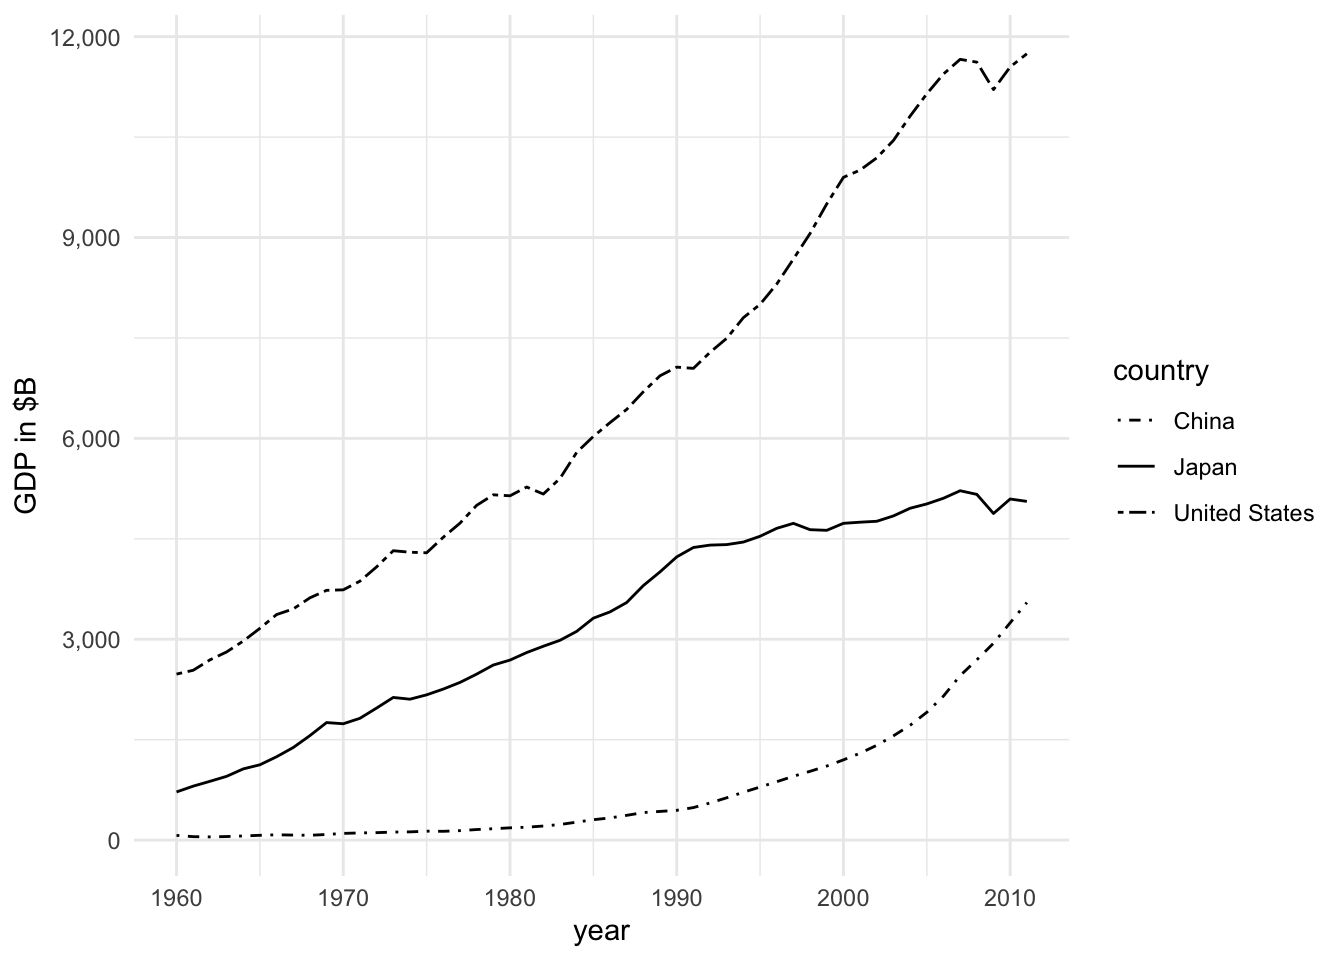 12,000
9,000
6,000
3,000
0
GDP in $B
1960 1970 1980 1990 2000 2010
year
country
China
Japan
United States